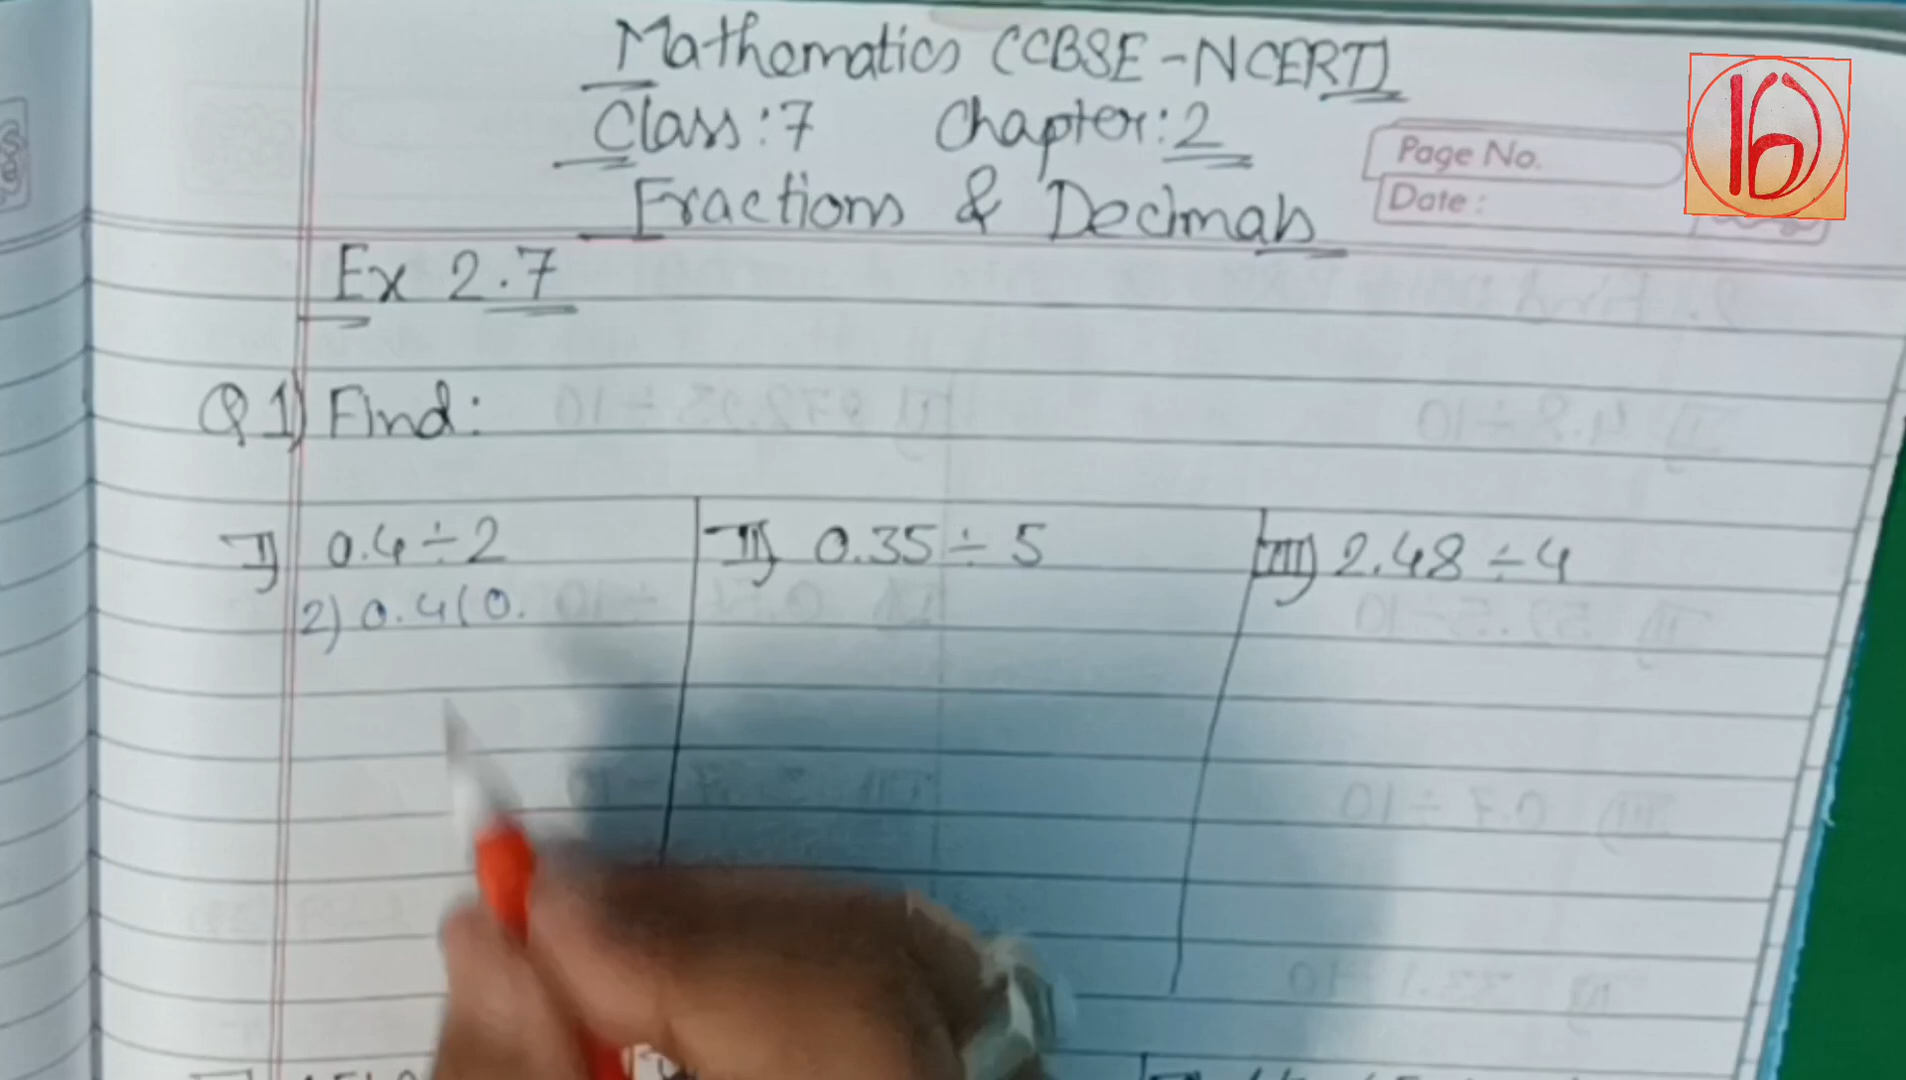 Mathematics (CBSE-NCERT)
Class:7 Chapter:2
Page No.
Fractions & Decimals
Date:
Ex 2.7
Q1) Find:
I) 0.4÷2
II) 0.35÷5
III) 2.48÷4
2) 0.4(0.